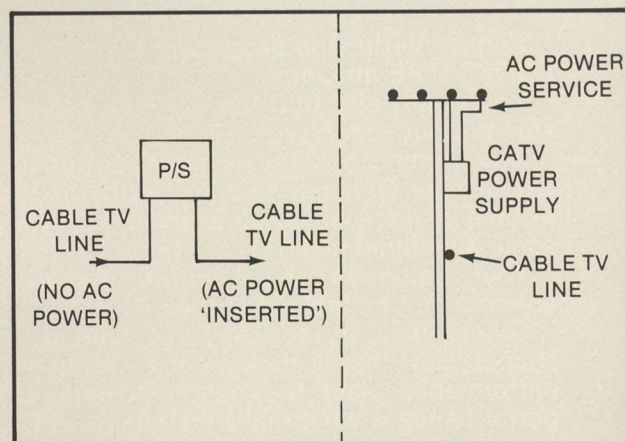 P/S
CABLE TV
LINE
(NO AC
POWER)
CABLE
TV LINE
(AC POWER
‘INSERTED’)
AC POWER
SERVICE
CATV
POWER
SUPPLY
CABLE TV
LINE